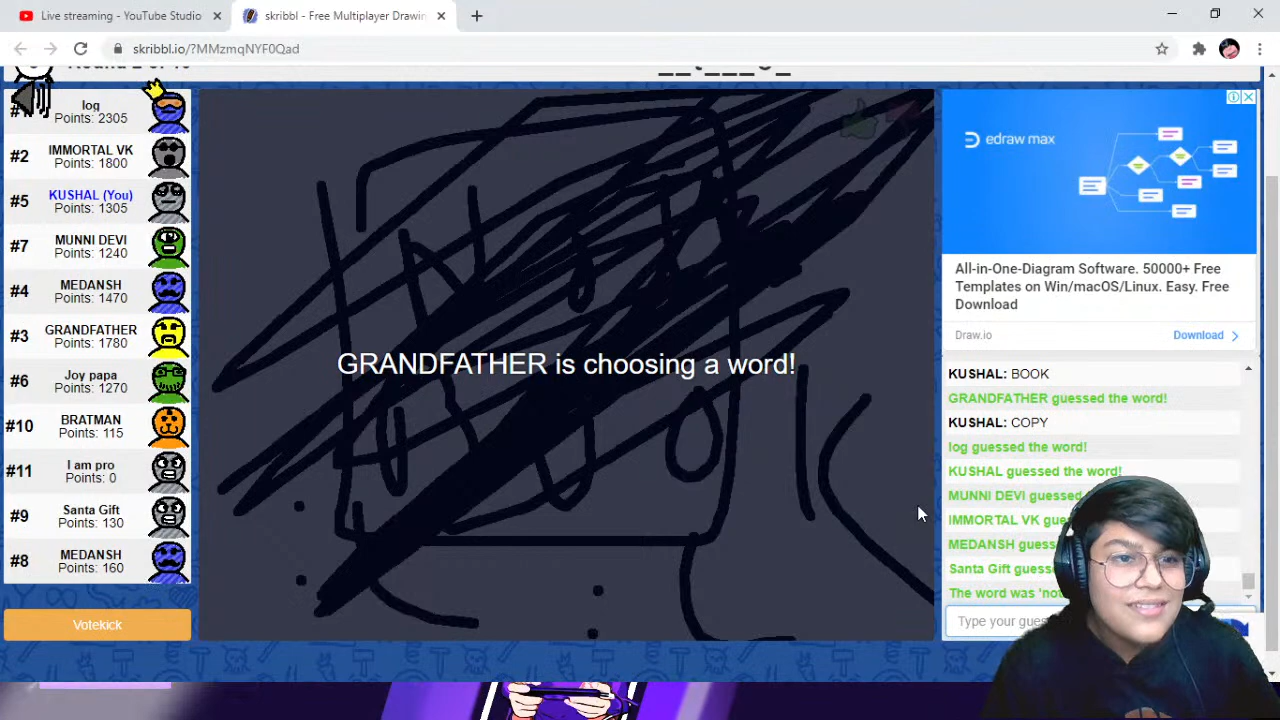 Live streaming - YouTube Studio
skribbl - Free Multiplayer Drawin
skribbl.io/?MMzmqNYF0Qad
_ _ t _ _ _ g _
#1 log
Points: 2305
#2 IMMORTAL VK
Points: 1800
#5 KUSHAL (You)
Points: 1305
#7 MUNNI DEVI
Points: 1240
#4 MEDANSH
Points: 1470
#3 GRANDFATHER
Points: 1780
#6 Joy papa
Points: 1270
#10 BRATMAN
Points: 115
#11 I am pro
Points: 0
#9 Santa Gift
Points: 130
#8 MEDANSH
Points: 160
Votekick
GRANDFATHER is choosing a word!
edraw max
All-in-One-Diagram Software. 50000+ Free
Templates on Win/macOS/Linux. Easy. Free
Download
Draw.io
Download
KUSHAL: BOOK
GRANDFATHER guessed the word!
KUSHAL: COPY
log guessed the word!
KUSHAL guessed the word!
MUNNI DEVI guessed
IMMORTAL VK gue
MEDANSH guess
Santa Gift guess
The word was 'not
Type your gues